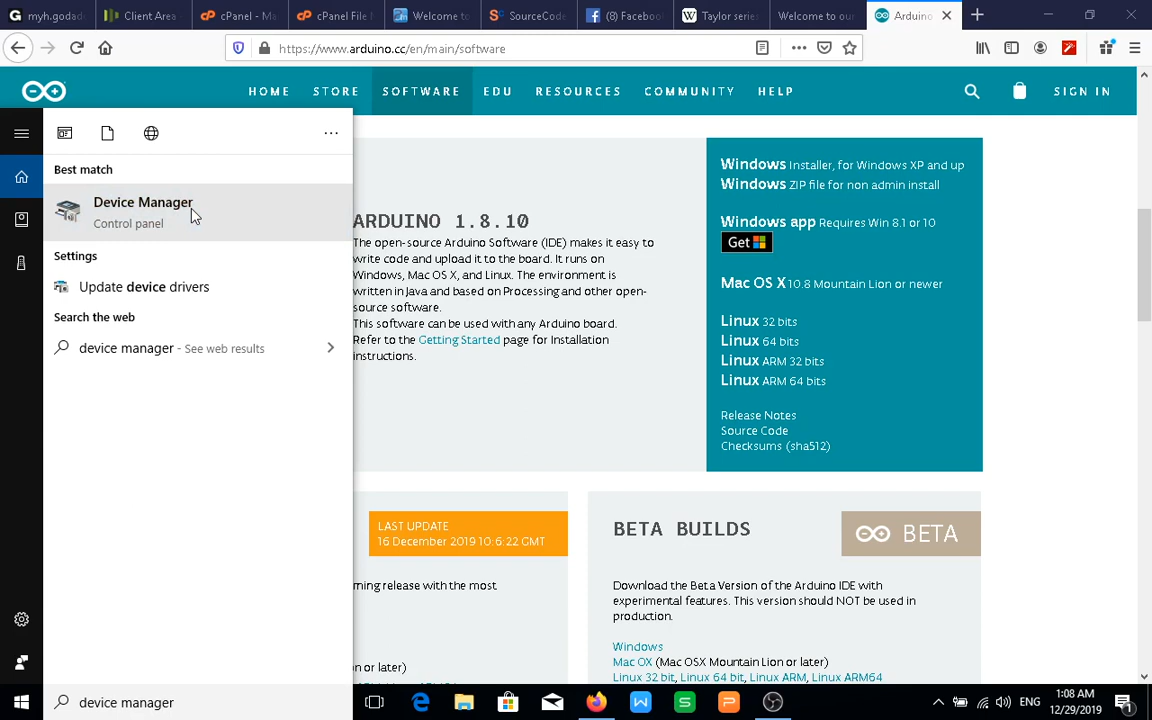 myh.godad
Client Area
cPanel - Ma
cPanel File
Welcome to
SourceCode
(8) Faceboo
Taylor series
Welcome to our
Arduino
https://www.arduino.cc/en/main/software
HOME STORE SOFTWARE EDU RESOURCES COMMUNITY HELP SIGN IN
Best match
Device Manager
Control panel
Settings
Update device drivers
Search the web
device manager - See web results
ARDUINO 1.8.10
The open-source Arduino Software (IDE) makes it easy to
write code and upload it to the board. It runs on
Windows, Mac OS X, and Linux. The environment is
written in Java and based on Processing and other open-
source software.
This software can be used with any Arduino board.
Refer to the Getting Started page for Installation
instructions.
Windows Installer, for Windows XP and up
Windows ZIP file for non admin install
Windows app Requires Win 8.1 or 10
Get
Mac OS X 10.8 Mountain Lion or newer
Linux 32 bits
Linux 64 bits
Linux ARM 32 bits
Linux ARM 64 bits
Release Notes
Source Code
Checksums (sha512)
LAST UPDATE
16 December 2019 10:6:22 GMT
ming release with the most
on or later)
BETA BUILDS
BETA
Download the Beta Version of the Arduino IDE with
experimental features. This version should NOT be used in
production.
Windows
Mac OX (Mac OSX Mountain Lion or later)
Linux 32 bit, Linux 64 bit, Linux ARM, Linux ARM64
device manager
ENG
1:08 AM
12/29/2019
1